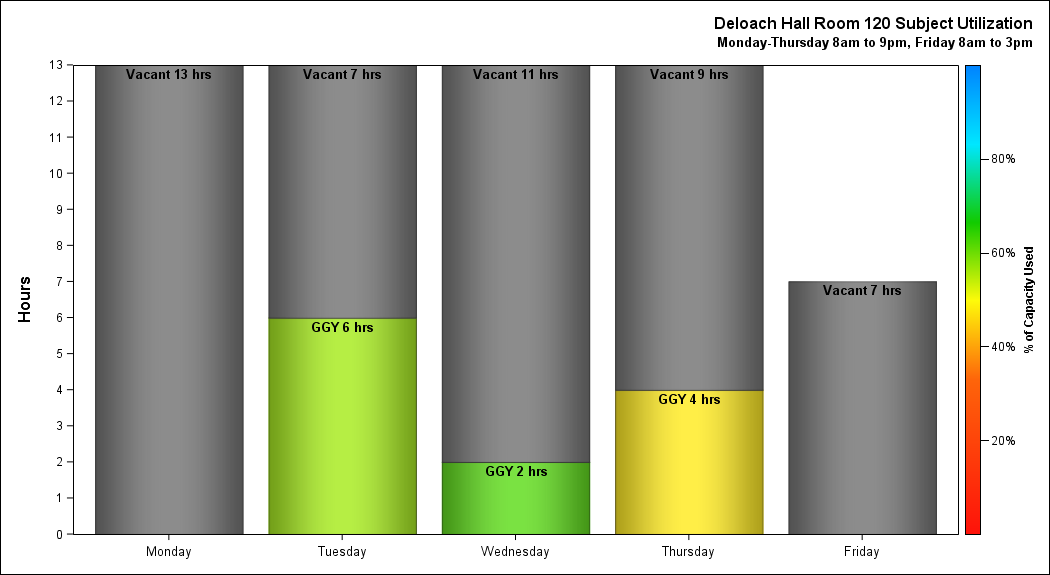 Deloach Hall Room 120 Subject Utilization
Monday-Thursday 8am to 9pm, Friday 8am to 3pm
Hours
13
12
11
10
9
8
7
6
5
4
3
2
1
0
Vacant 13 hrs
Vacant 7 hrs
Vacant 11 hrs
Vacant 9 hrs
Vacant 7 hrs
GGY 6 hrs
GGY 4 hrs
GGY 2 hrs
Monday
Tuesday
Wednesday
Thursday
Friday
80%
60%
40%
20%
% of Capacity Used